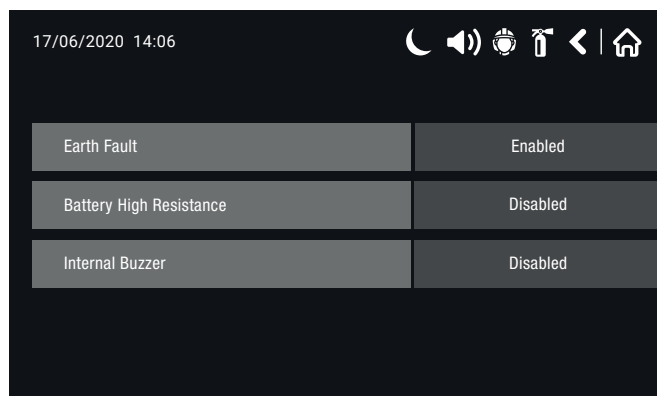 17/06/2020 14:06
Earth Fault Enabled
Battery High Resistance Disabled
Internal Buzzer Disabled